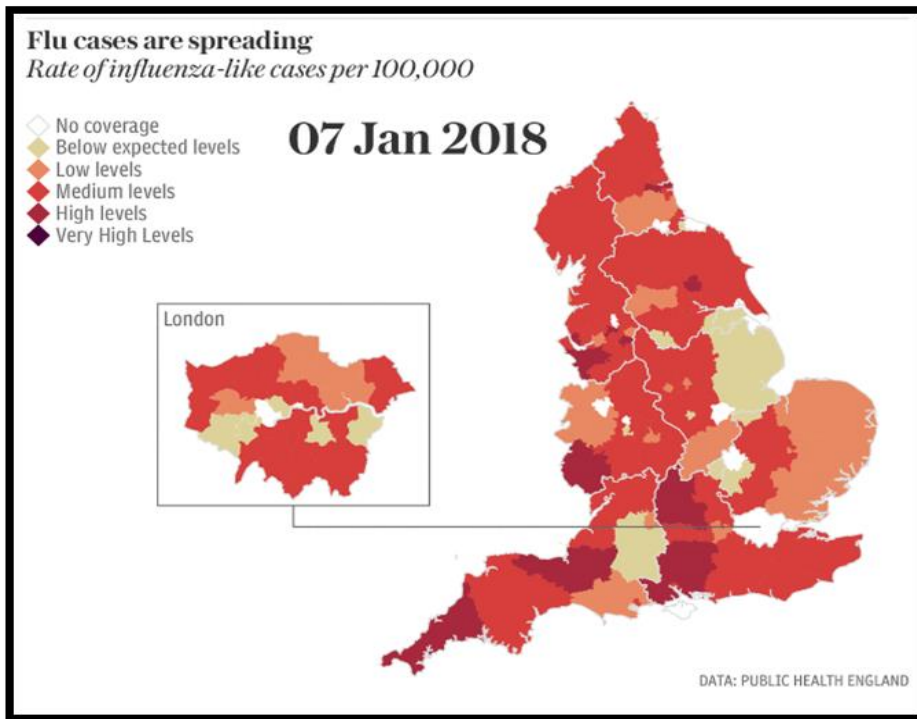 Flu cases are spreading
Rate of influenza-like cases per 100,000
No coverage
Below expected levels
Low levels
Medium levels
High levels
Very High Levels
07 Jan 2018
London
DATA: PUBLIC HEALTH ENGLAND